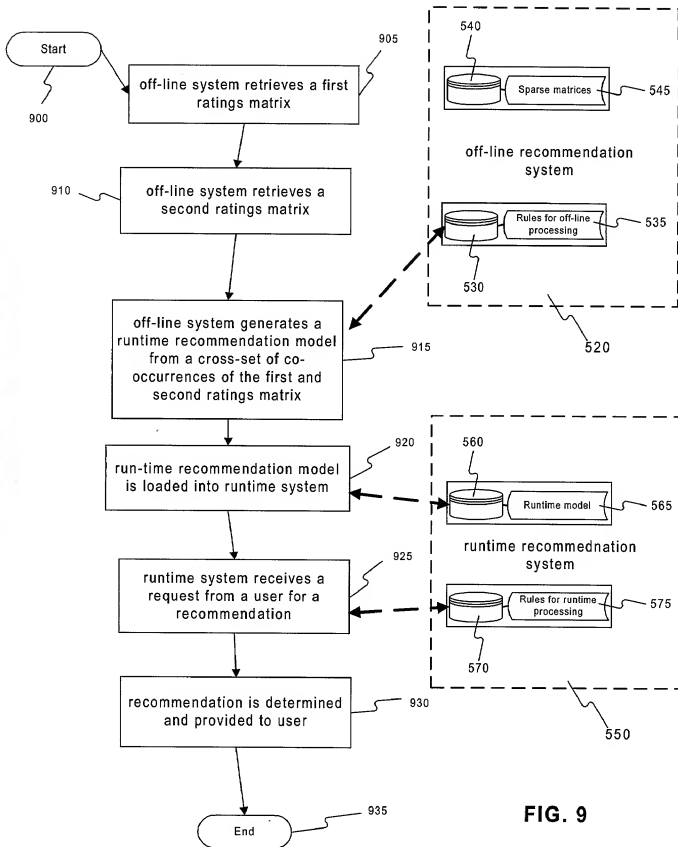 Start
900
905
off-line system retrieves a first
ratings matrix
910
off-line system retrieves a
second ratings matrix
off-line system generates a
runtime recommendation model
from a cross-set of co-
occurrences of the first and
second ratings matrix
915
920
run-time recommendation model
is loaded into runtime system
925
runtime system receives a
request from a user for a
recommendation
recommendation is determined
and provided to user
930
935
End
540
Sparse matrices
545
off-line recommendation
system
Rules for off-line
processing
535
530
520
560
Runtime model
565
runtime recommednation
system
Rules for runtime
processing
575
570
550
FIG. 9